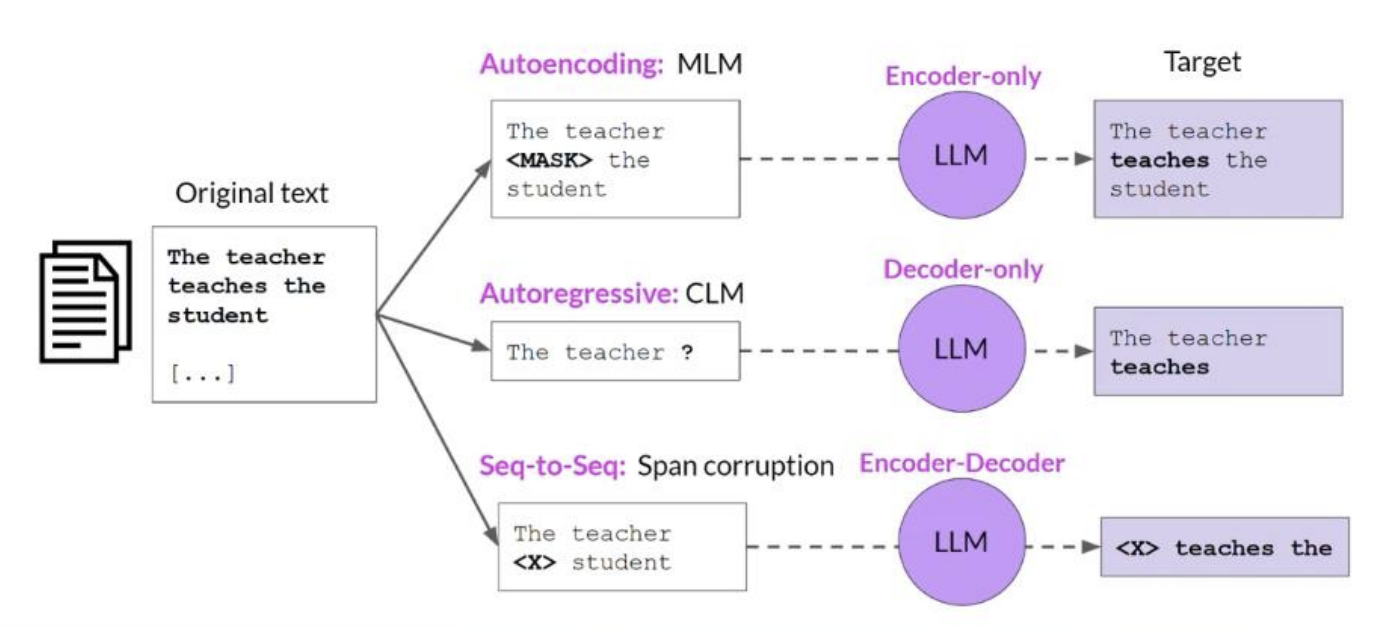 Original text
The teacher
teaches the
student
[...]
Autoencoding: MLM
The teacher
<MASK> the
student
Encoder-only
LLM
Target
The teacher
teaches the
student
Autoregressive: CLM
The teacher ?
Decoder-only
LLM
The teacher
teaches
Seq-to-Seq: Span corruption
The teacher
<X> student
Encoder-Decoder
LLM
<X> teaches the